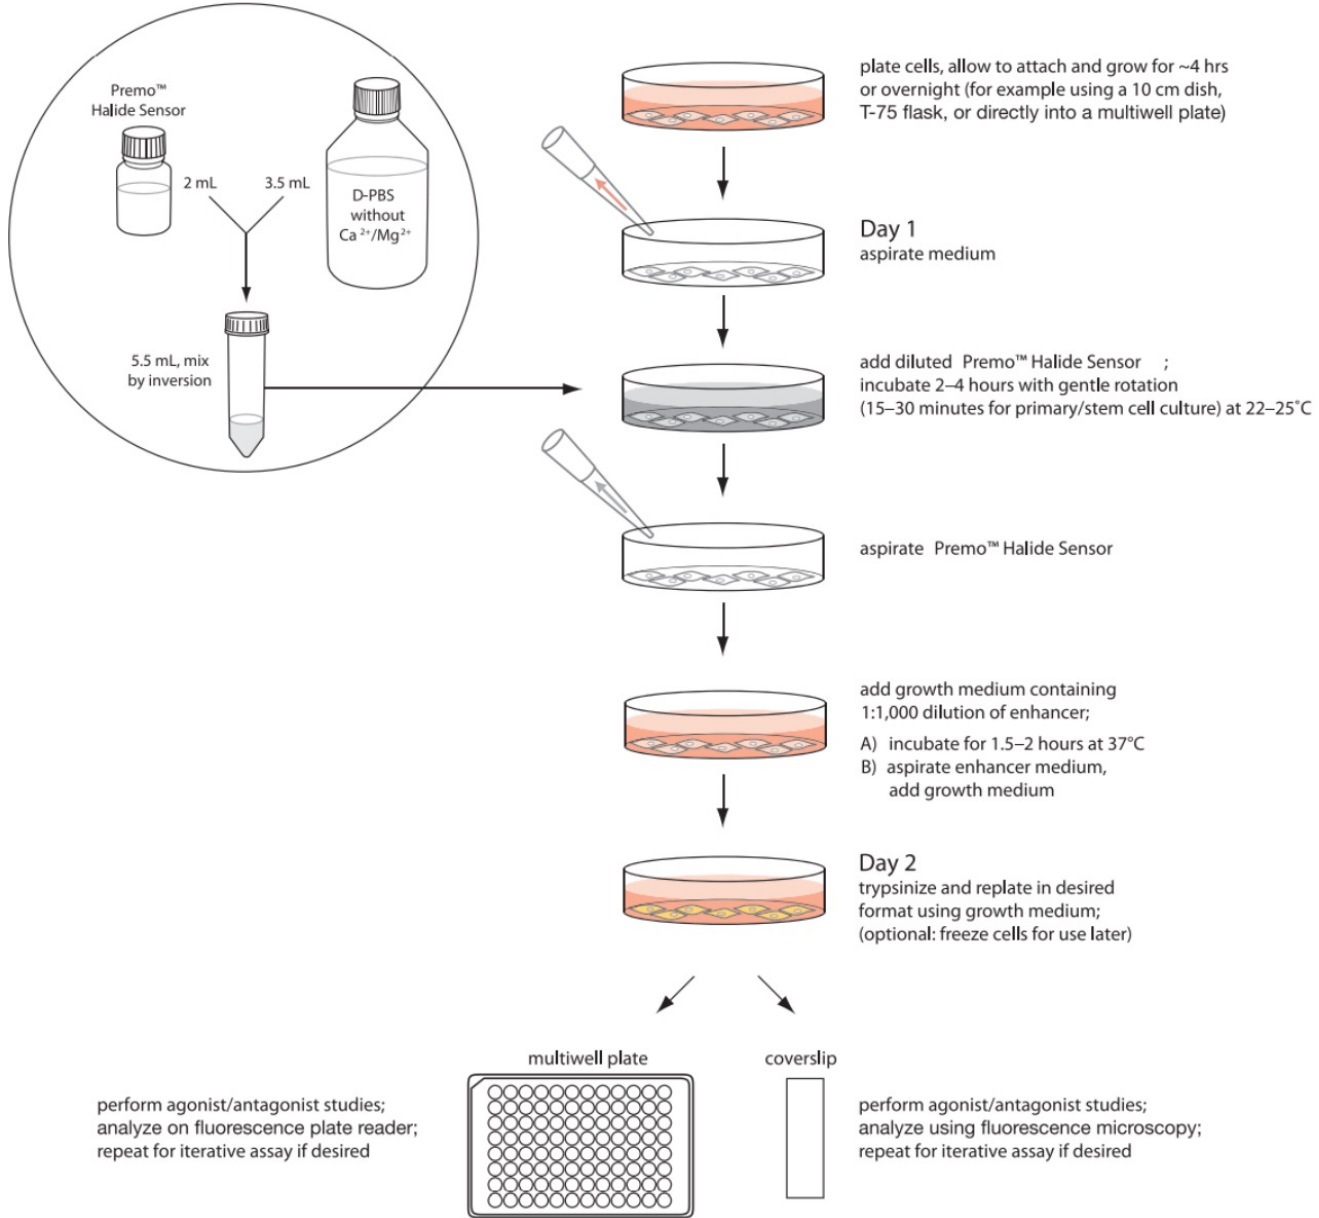 Premo™
Halide Sensor
2 mL
3.5 mL
D-PBS
without
Ca 2+/Mg2+
5.5 mL, mix
by inversion
plate cells, allow to attach and grow for ~4 hrs
or overnight (for example using a 10 cm dish,
T-75 flask, or directly into a multiwell plate)
Day 1
aspirate medium
add diluted Premo™ Halide Sensor ;
incubate 2–4 hours with gentle rotation
(15–30 minutes for primary/stem cell culture) at 22–25°C
aspirate Premo™ Halide Sensor
add growth medium containing
1:1,000 dilution of enhancer;
A) incubate for 1.5–2 hours at 37°C
B) aspirate enhancer medium,
add growth medium
Day 2
trypsinize and replate in desired
format using growth medium;
(optional: freeze cells for use later)
multiwell plate
coverslip
perform agonist/antagonist studies;
analyze on fluorescence plate reader;
repeat for iterative assay if desired
perform agonist/antagonist studies;
analyze using fluorescence microscopy;
repeat for iterative assay if desired